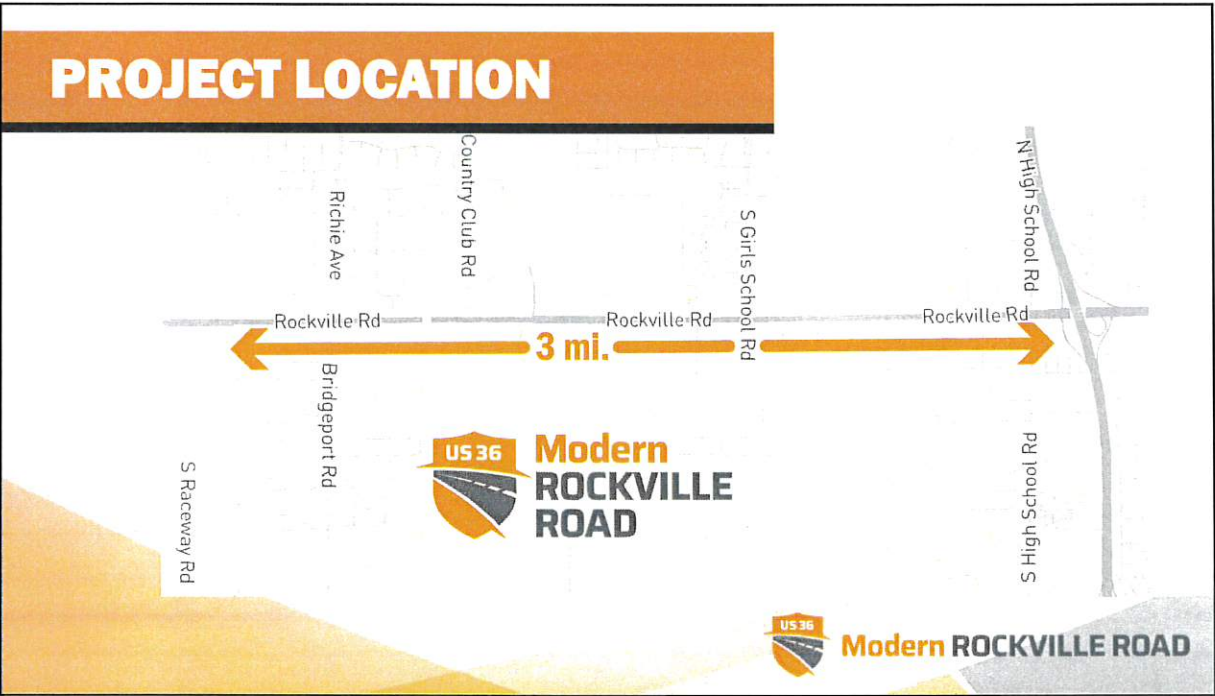 PROJECT LOCATION
Country Club Rd
N High School Rd
Richie Ave
S Girls School Rd
Rockville Rd
Rockville Rd
Rockville Rd
3 mi.
Bridgeport Rd
S Raceway Rd
S High School Rd
US 36
Modern
ROCKVILLE
ROAD
US 36
Modern ROCKVILLE ROAD